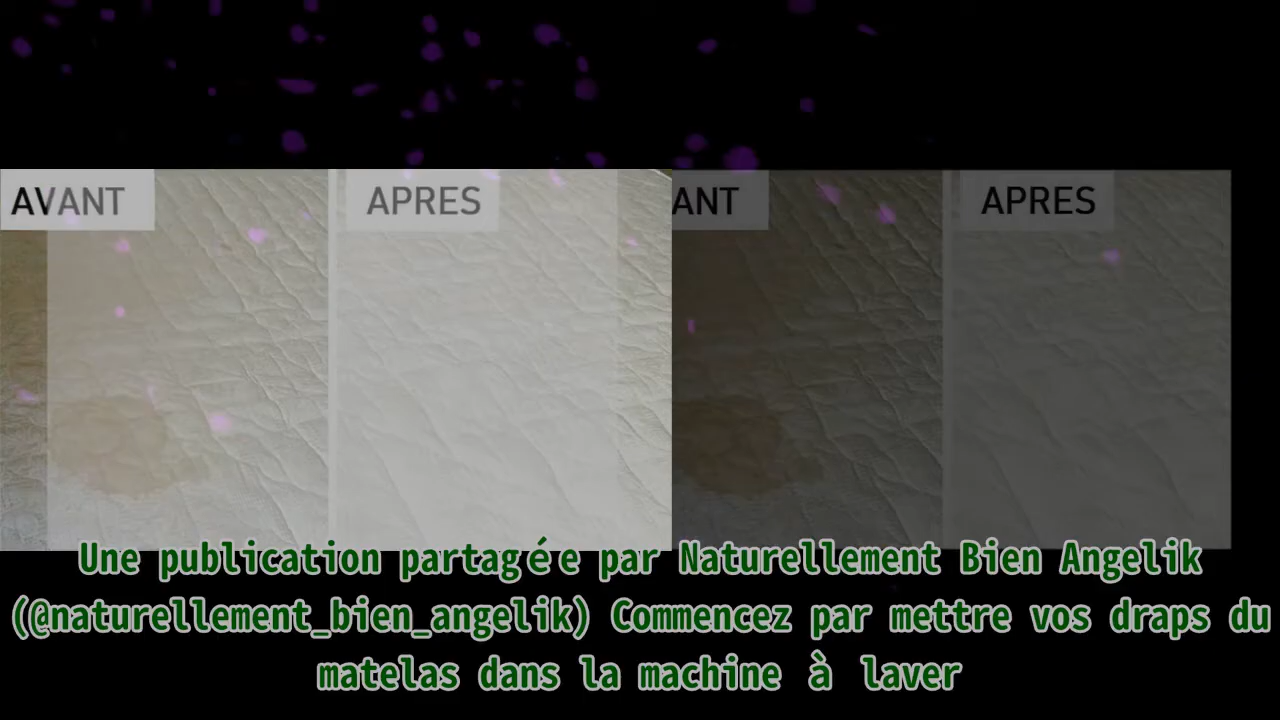 AVANT APRES ANT APRES
Une publication partagée par Naturellement Bien Angelik
(@naturellement_bien_angelik) Commencez par mettre vos draps du
matelas dans la machine à laver